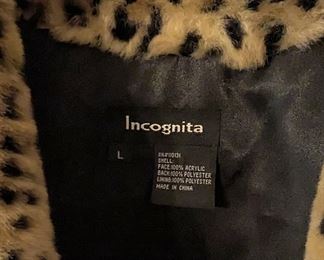 Incognita
L
SHELL:
FACE:100% ACRYLIC
BACK:100% POLYESTER
LINING:100% POLYESTER
MADE IN CHINA